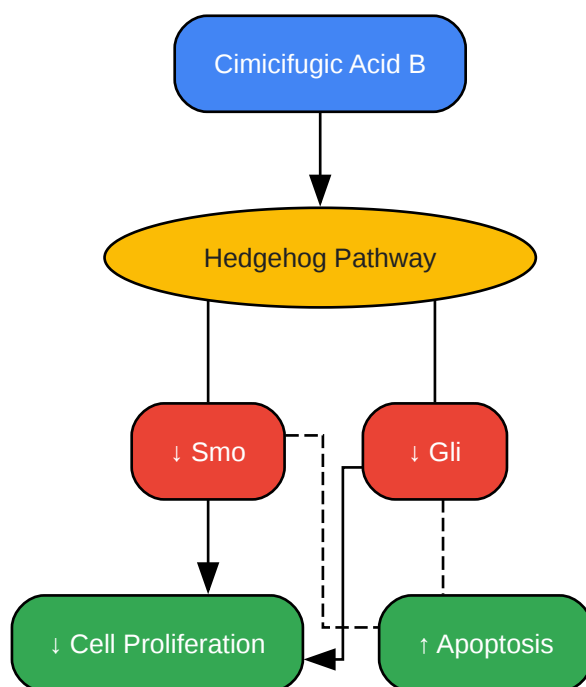 Cimicifugic Acid B
Hedgehog Pathway
↓ Smo
↓ Gli
↓ Cell Proliferation
↑ Apoptosis